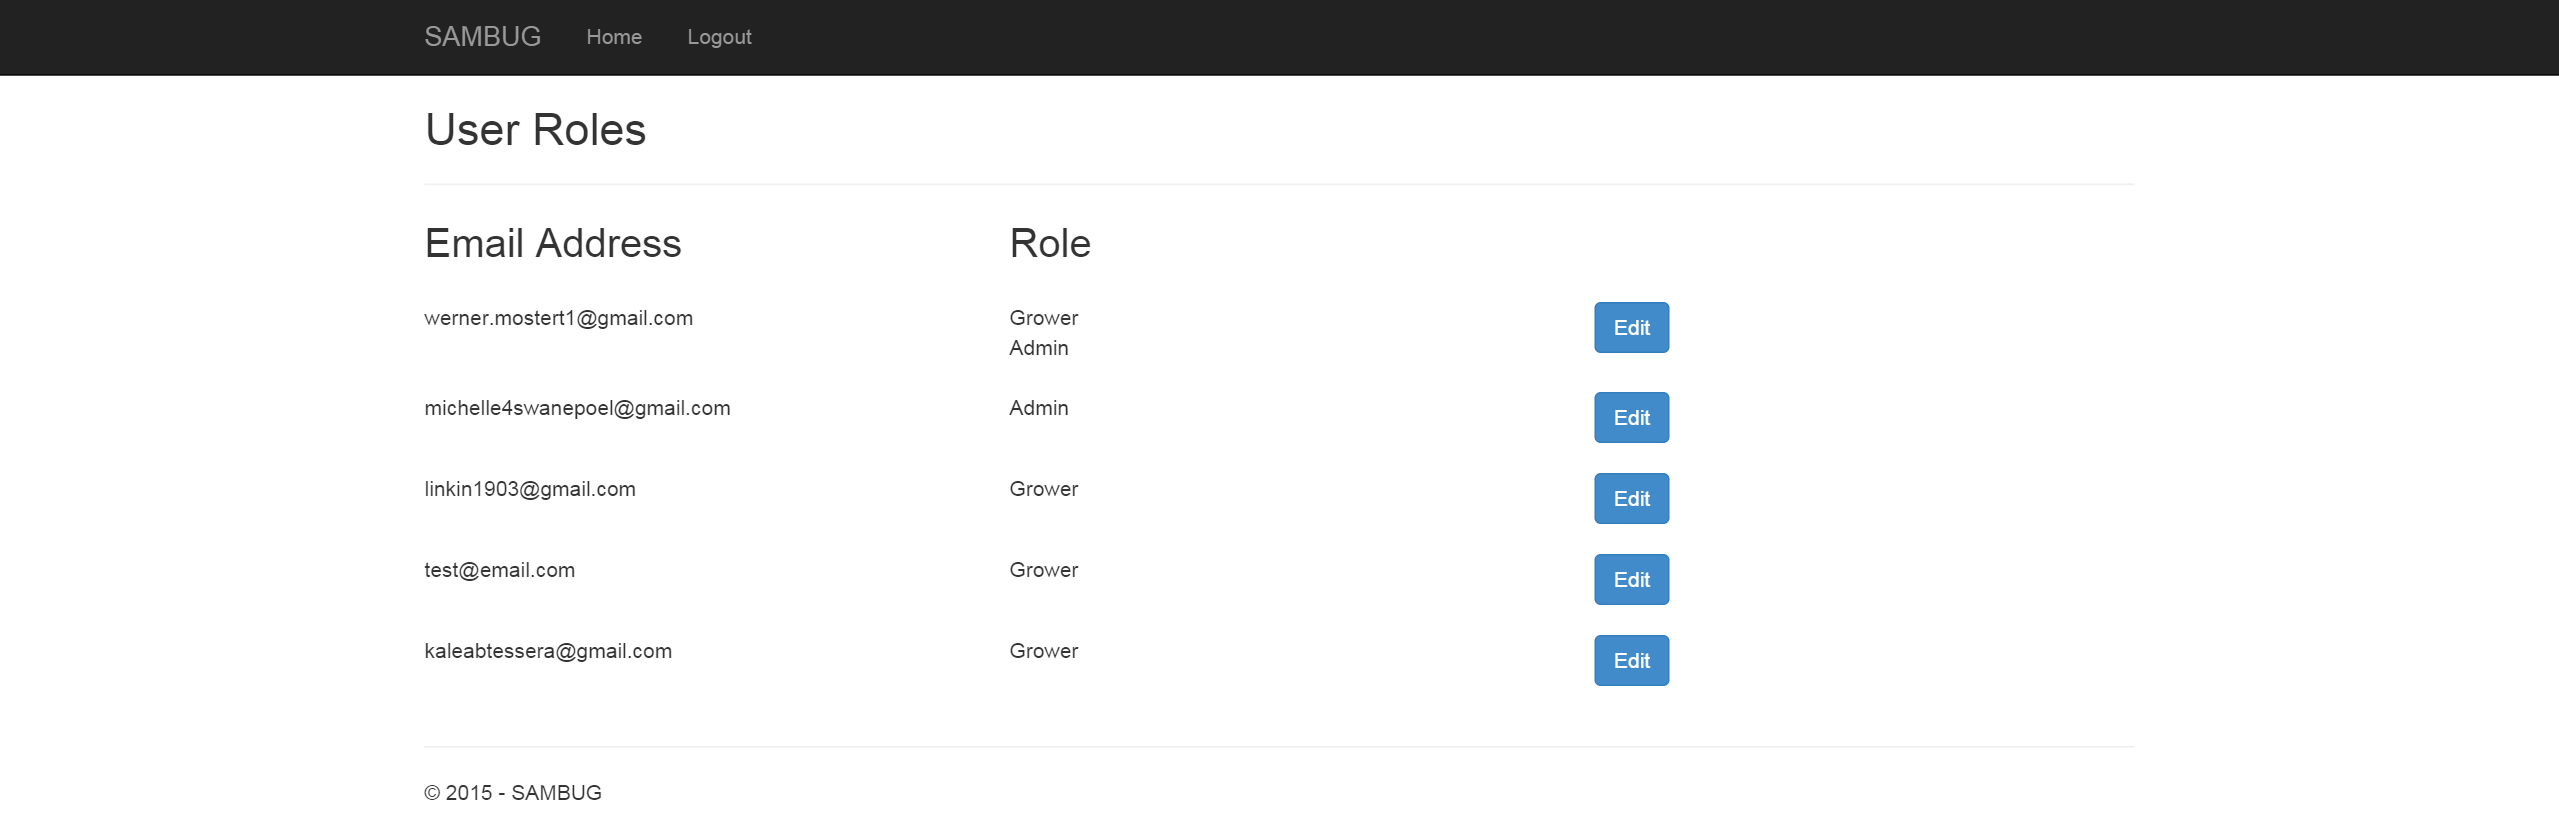 SAMBUG Home Logout
User Roles
Email Address Role
werner.mostert1@gmail.com Grower Edit
Admin
michelle4swanepoel@gmail.com Admin Edit
linkin1903@gmail.com Grower Edit
test@email.com Grower Edit
kaleabtessera@gmail.com Grower Edit
© 2015 - SAMBUG